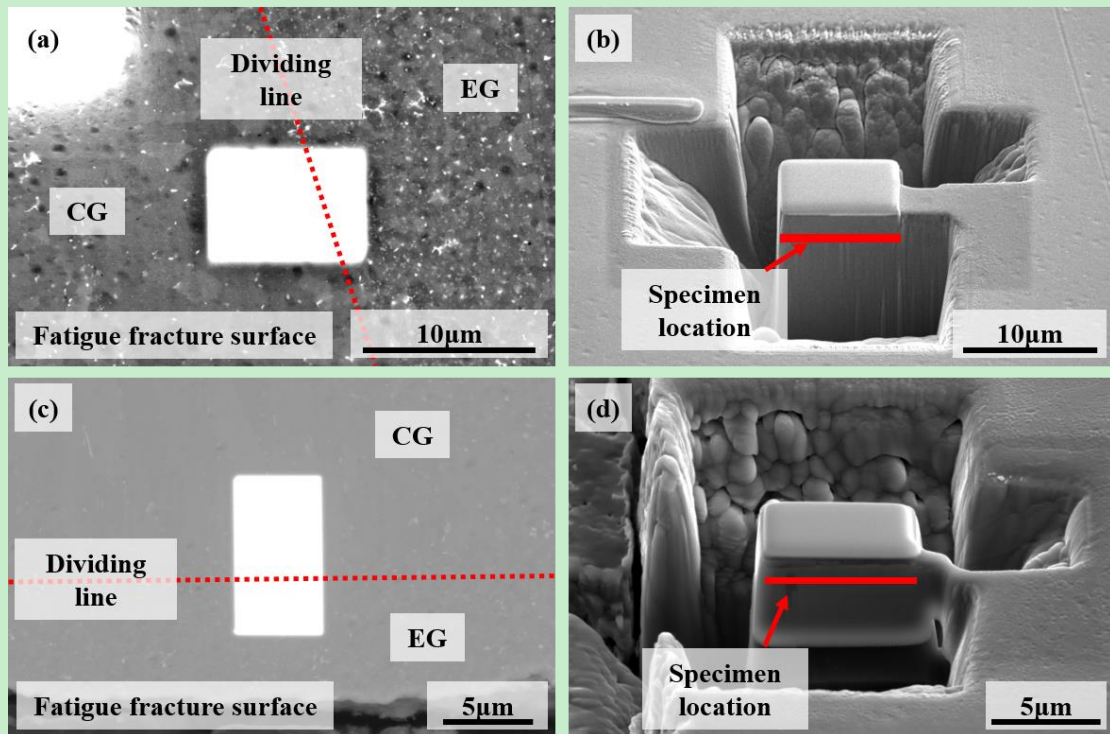 (a)
Dividing
line
EG
CG
Fatigue fracture surface
10μm
(b)
Specimen
location
10μm
(c)
CG
Dividing
line
EG
Fatigue fracture surface
5μm
(d)
Specimen
location
5μm